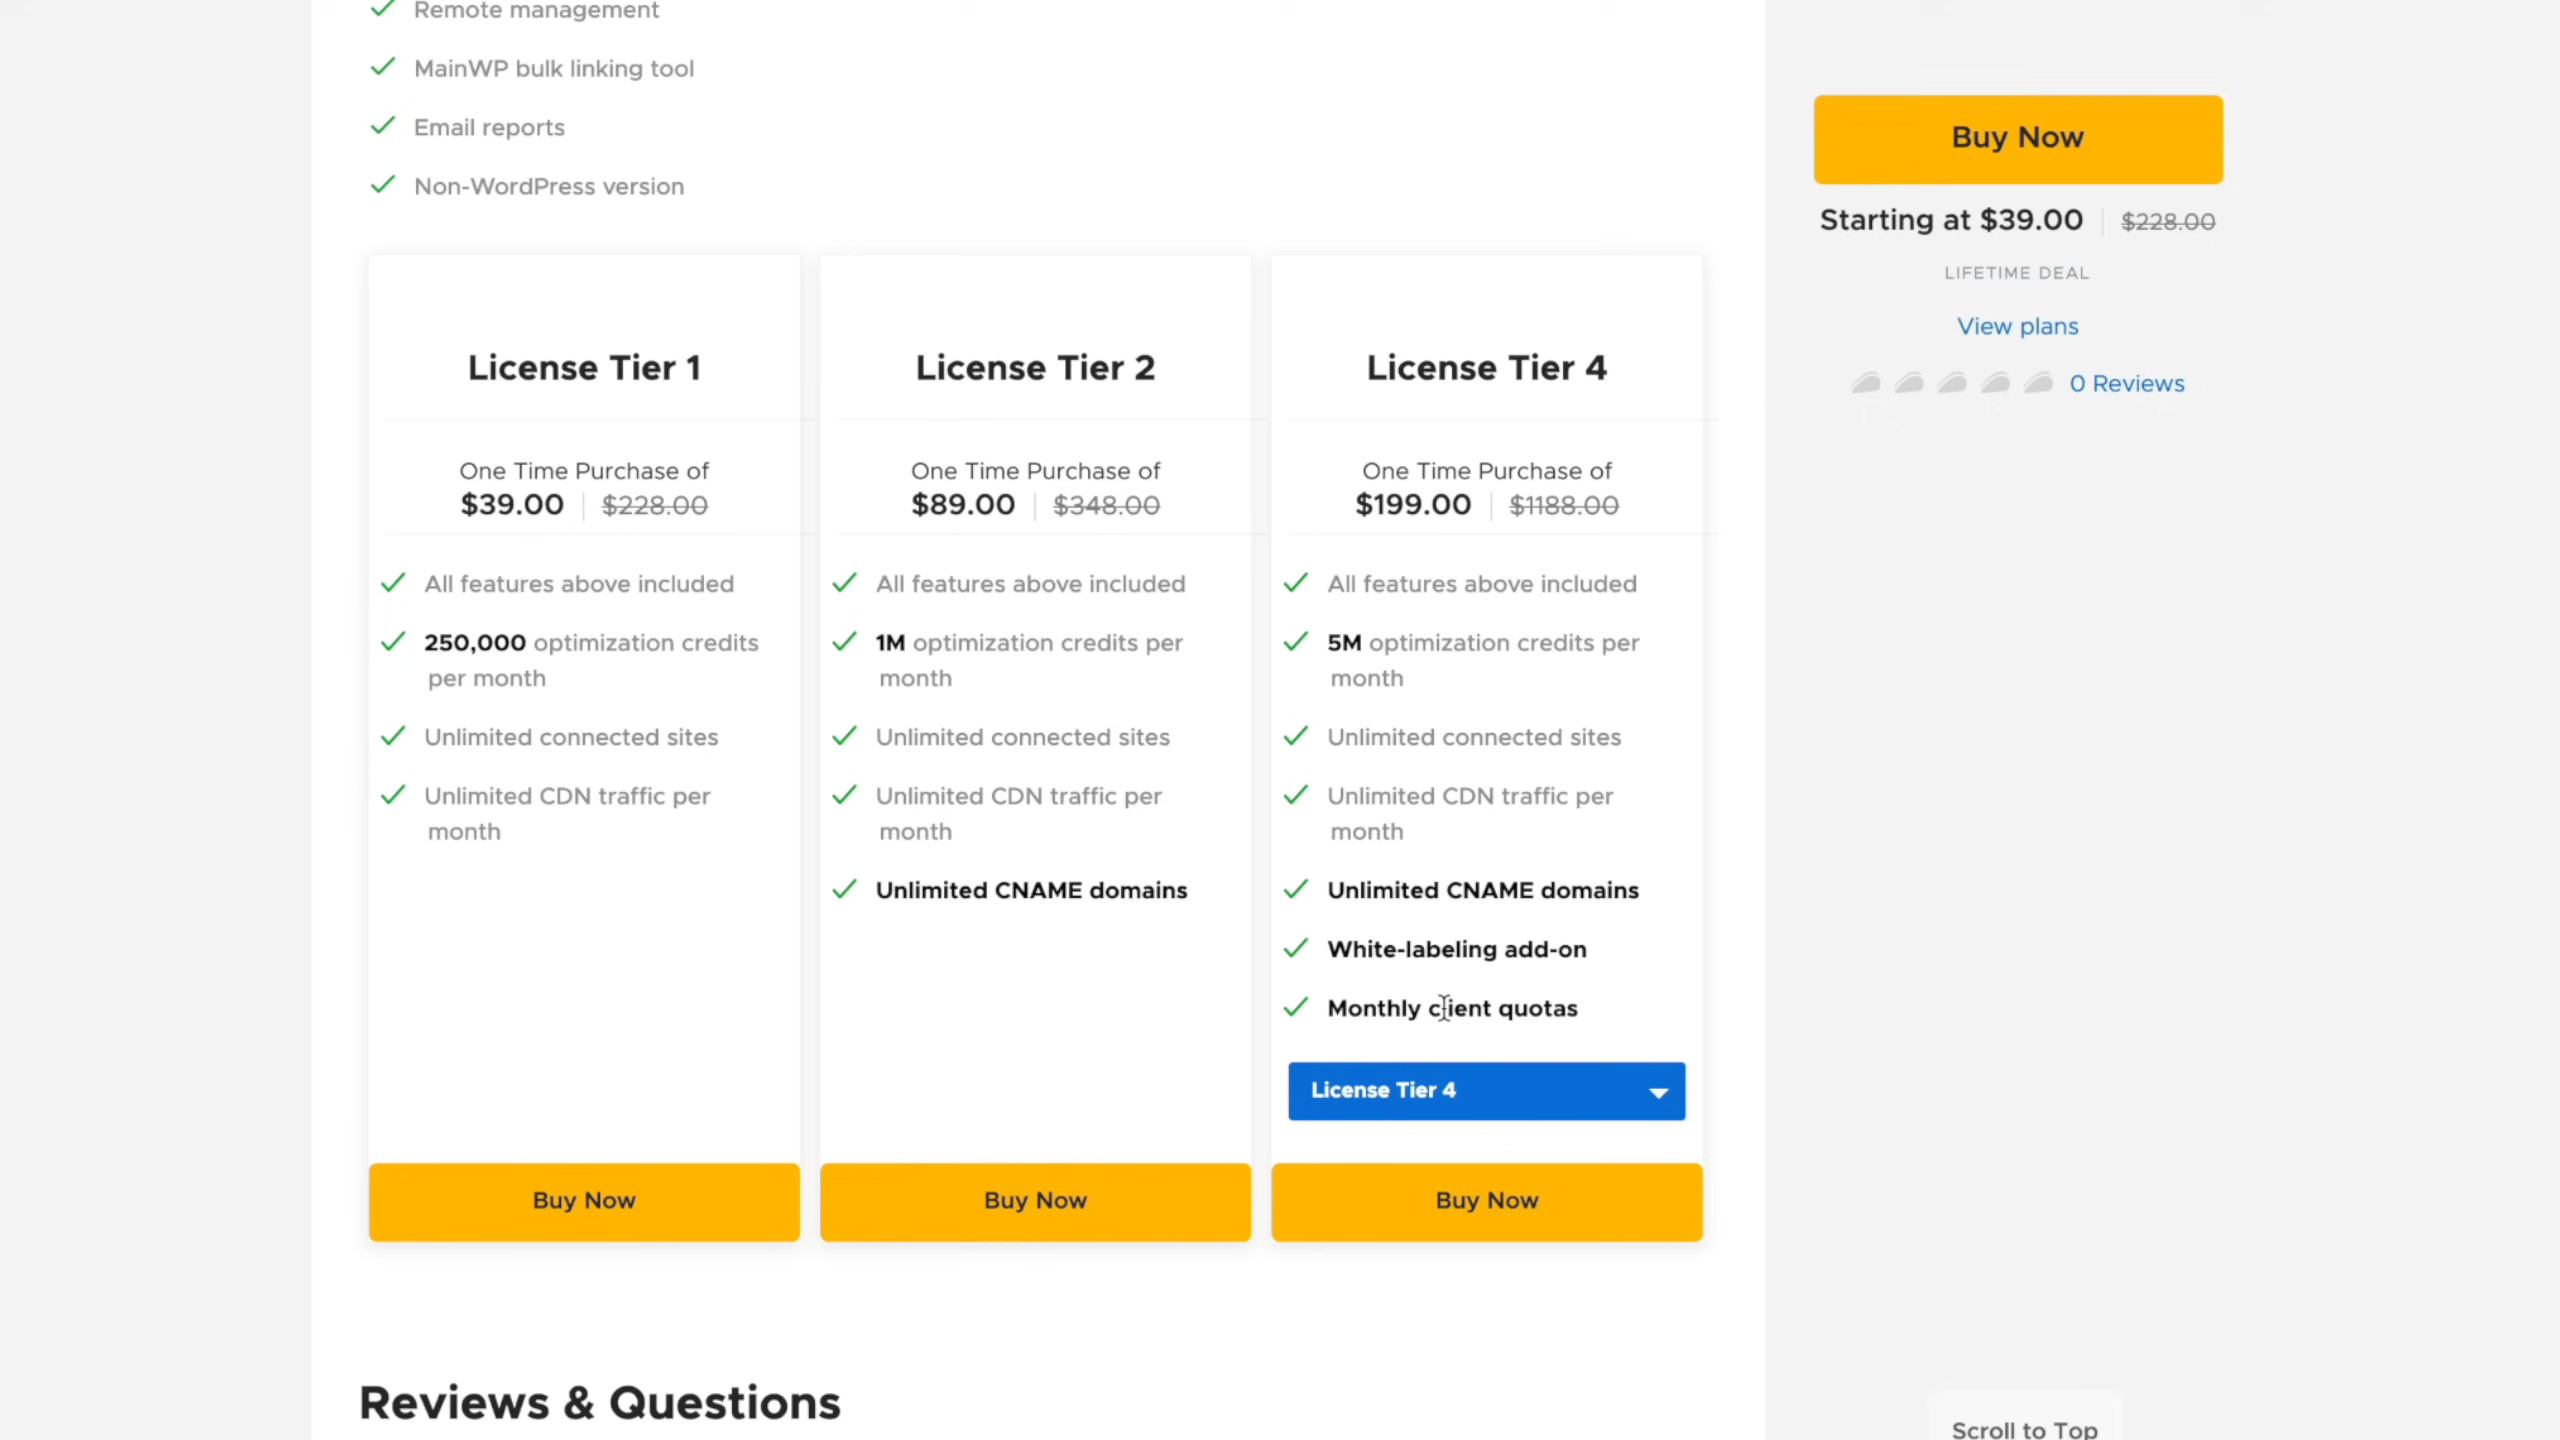 Remote management
MainWP bulk linking tool
Email reports
Non-WordPress version
Buy Now
Starting at $39.00 $228.00
LIFETIME DEAL
View plans
0 Reviews
License Tier 1
One Time Purchase of
$39.00 $228.00
All features above included
250,000 optimization credits
per month
Unlimited connected sites
Unlimited CDN traffic per
month
Buy Now
License Tier 2
One Time Purchase of
$89.00 $348.00
All features above included
1M optimization credits per
month
Unlimited connected sites
Unlimited CDN traffic per
month
Unlimited CNAME domains
Buy Now
License Tier 4
One Time Purchase of
$199.00 $1188.00
All features above included
5M optimization credits per
month
Unlimited connected sites
Unlimited CDN traffic per
month
Unlimited CNAME domains
White-labeling add-on
Monthly client quotas
License Tier 4
Buy Now
Reviews & Questions
Scroll to Top